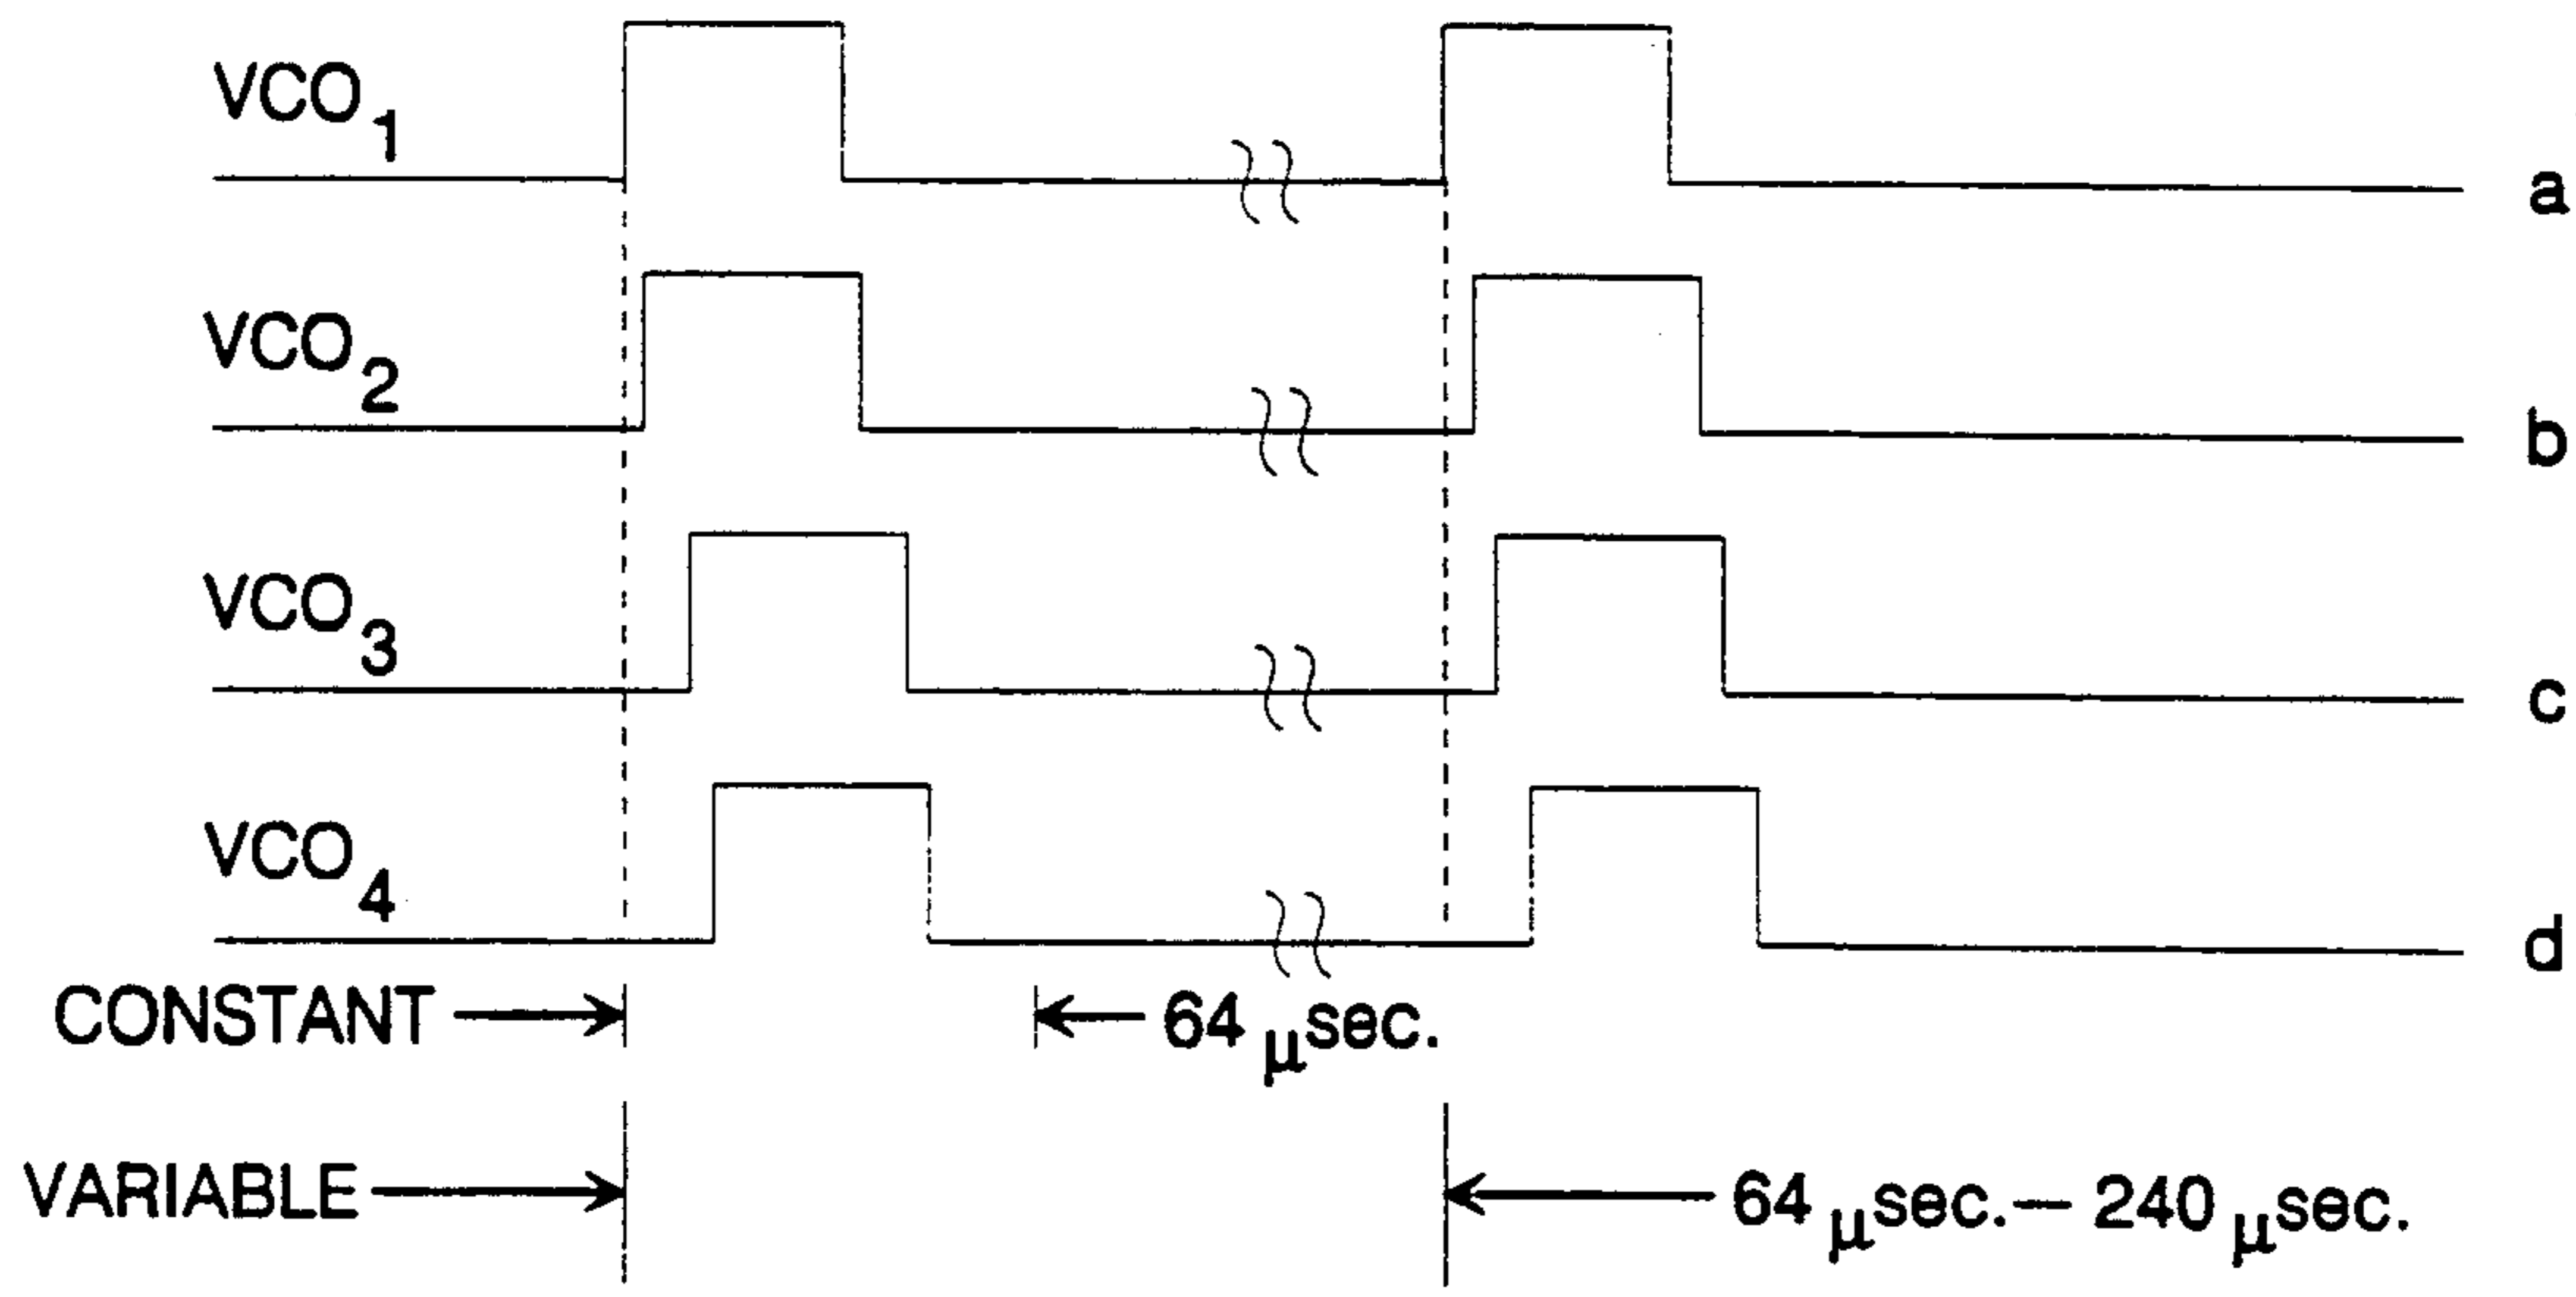 VCO1
a
VCO2
b
VCO3
c
VCO4
d
CONSTANT 64 μsec.
VARIABLE 64 μsec.— 240 μsec.